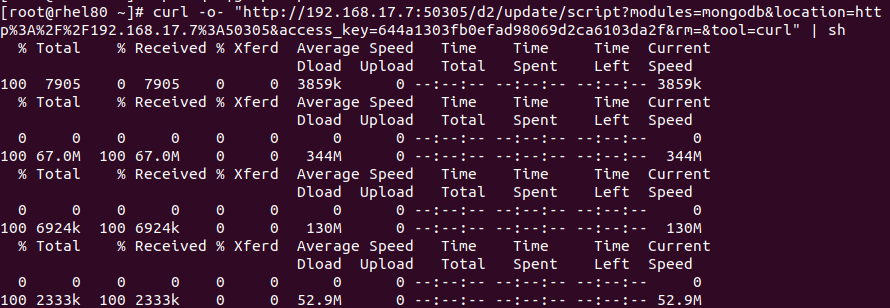 [root@rhel80 ~]# curl -o- "http://192.168.17.7:50305/d2/update/script?modules=mongodb&location=htt
p%3A%2F%2F192.168.17.7%3A50305&access_key=644a1303fb0efad98069d2ca6103da2f&rm=&tool=curl" | sh
% Total % Received % Xferd Average Speed Time Time Time Current
Dload Upload Total Spent Left Speed
100 7905 0 7905 0 0 3859k 0 --:--:-- --:--:-- --:--:-- 3859k
% Total % Received % Xferd Average Speed Time Time Time Current
Dload Upload Total Spent Left Speed
0 0 0 0 0 0 0 0 --:--:-- --:--:-- --:--:-- 0
100 67.0M 100 67.0M 0 0 344M 0 --:--:-- --:--:-- --:--:-- 344M
% Total % Received % Xferd Average Speed Time Time Time Current
Dload Upload Total Spent Left Speed
0 0 0 0 0 0 0 0 --:--:-- --:--:-- --:--:-- 0
100 6924k 100 6924k 0 0 130M 0 --:--:-- --:--:-- --:--:-- 130M
% Total % Received % Xferd Average Speed Time Time Time Current
Dload Upload Total Spent Left Speed
0 0 0 0 0 0 0 0 --:--:-- --:--:-- --:--:-- 0
100 2333k 100 2333k 0 0 52.9M 0 --:--:-- --:--:-- --:--:-- 52.9M